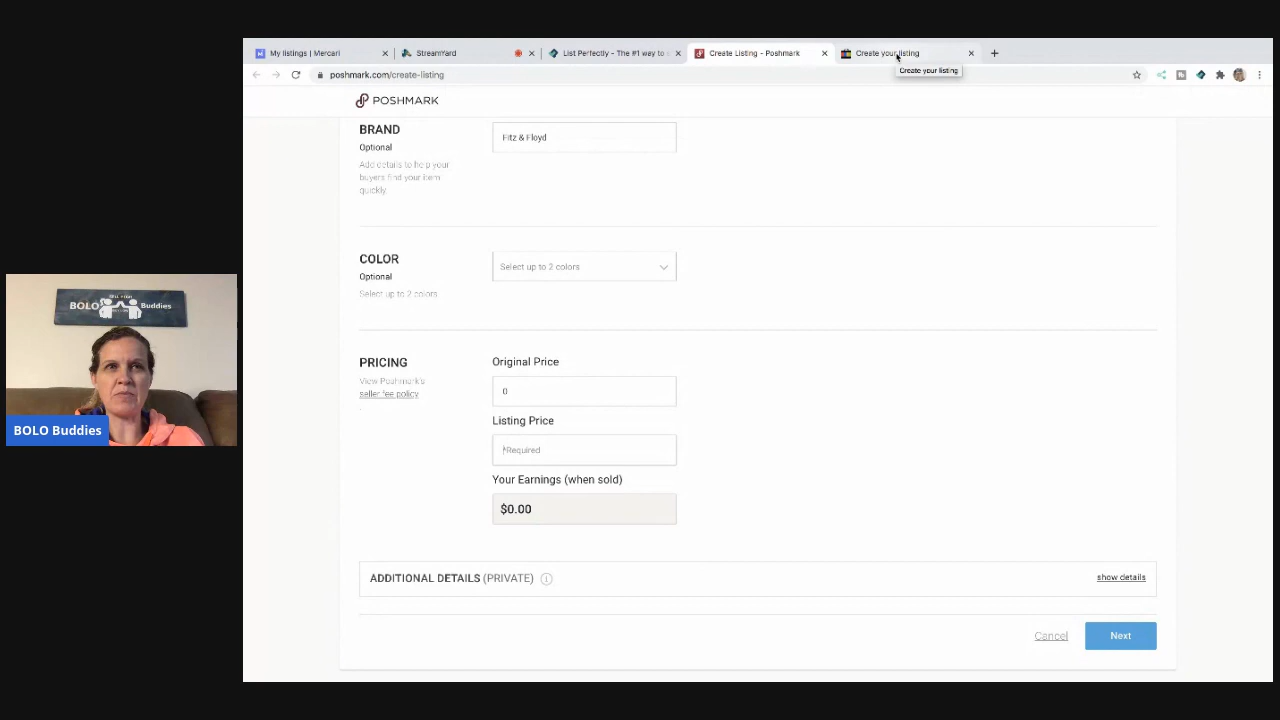 My listings | Mercari
StreamYard
List Perfectly - The #1 way to
Create Listing - Poshmark
Create your listing
poshmark.com/create-listing
Create your listing
POSHMARK
BRAND
Optional
Add details to help your
buyers find your item
quickly.
Fitz & Floyd
COLOR
Optional
Select up to 2 colors
Select up to 2 colors
PRICING
View Poshmark's
seller fee policy
.
Original Price
0
Listing Price
*Required
Your Earnings (when sold)
$0.00
ADDITIONAL DETAILS (PRIVATE)
show details
Cancel
Next
BOLO Buddies
BOLO Buddies